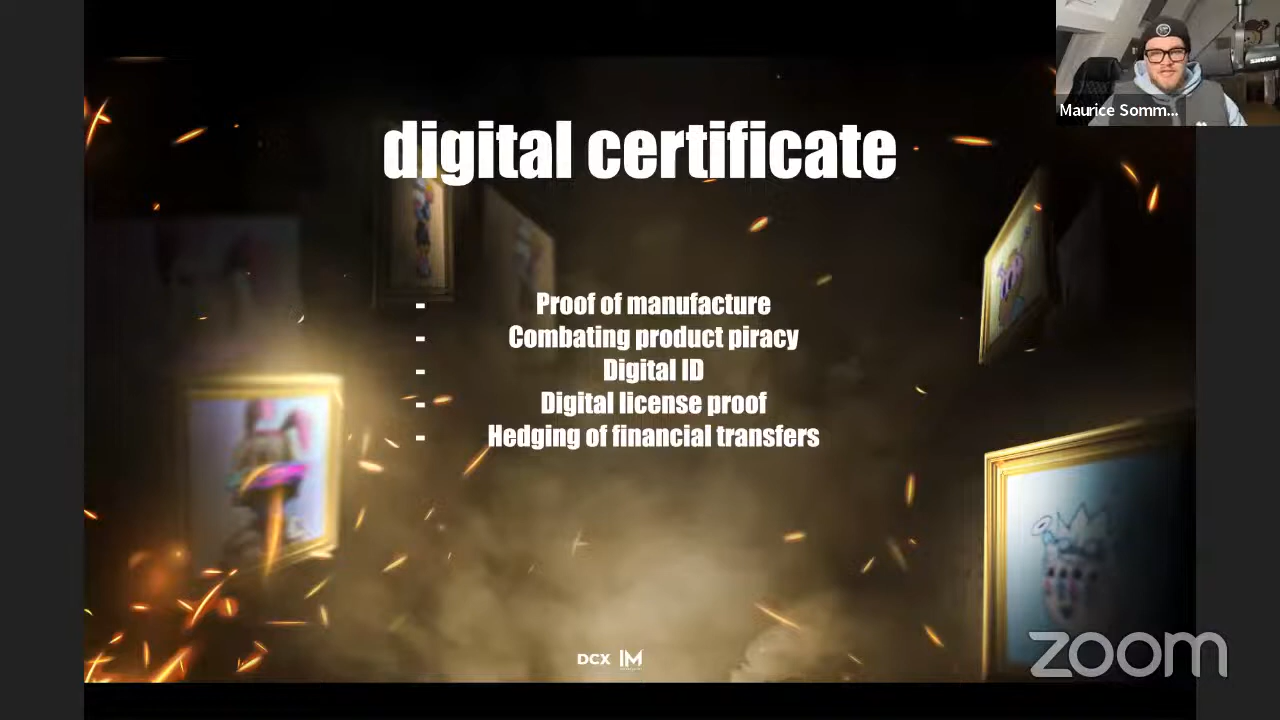 digital certificate
Maurice Somm...
- Proof of manufacture
- Combating product piracy
- Digital ID
- Digital license proof
- Hedging of financial transfers
DCX IM
zoom